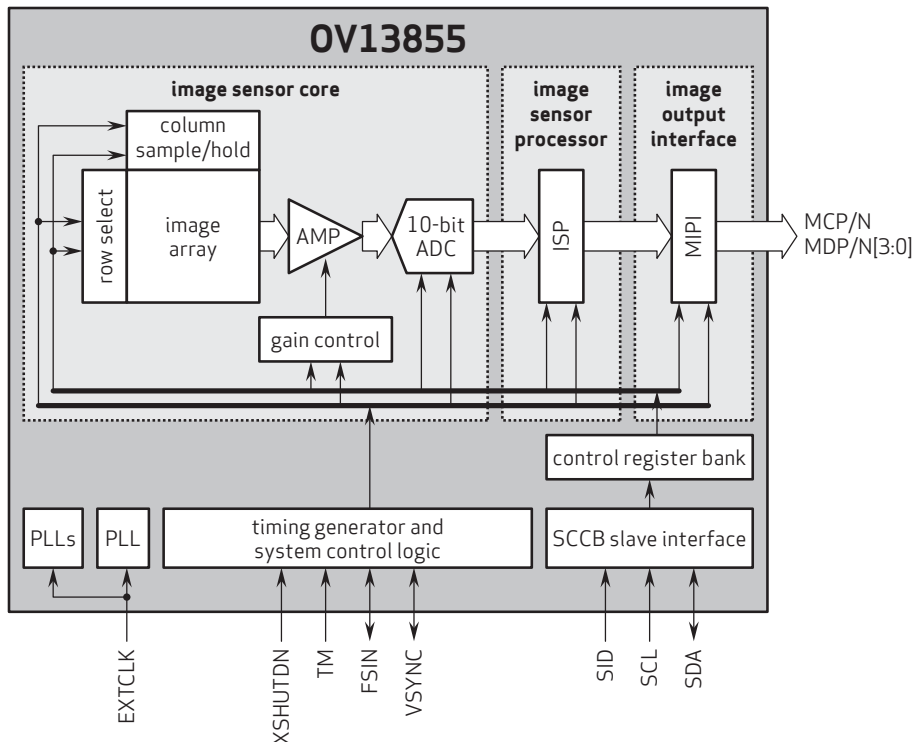 OV13855
image sensor core
image
sensor
processor
image
output
interface
column
sample/hold
row select
image
array
AMP
10-bit
ADC
ISP
MIPI
MCP/N
MDP/N[3:0]
gain control
control register bank
PLLs
PLL
timing generator and
system control logic
SCCB slave interface
EXTCLK
XSHUTDN
TM
FSIN
VSYNC
SID
SCL
SDA